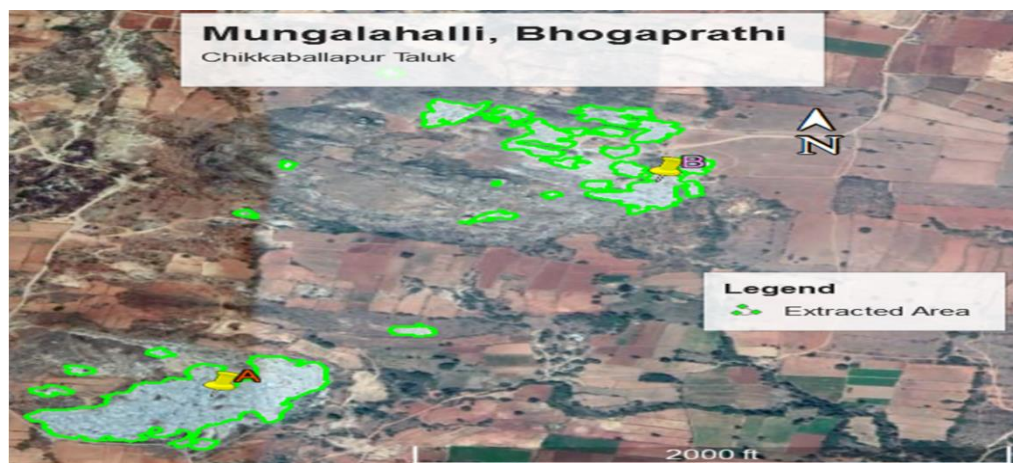 Mungalahalli, Bhogaprathi
Chikkaballapur Taluk
N
B
Legend
Extracted Area
A
2000 ft